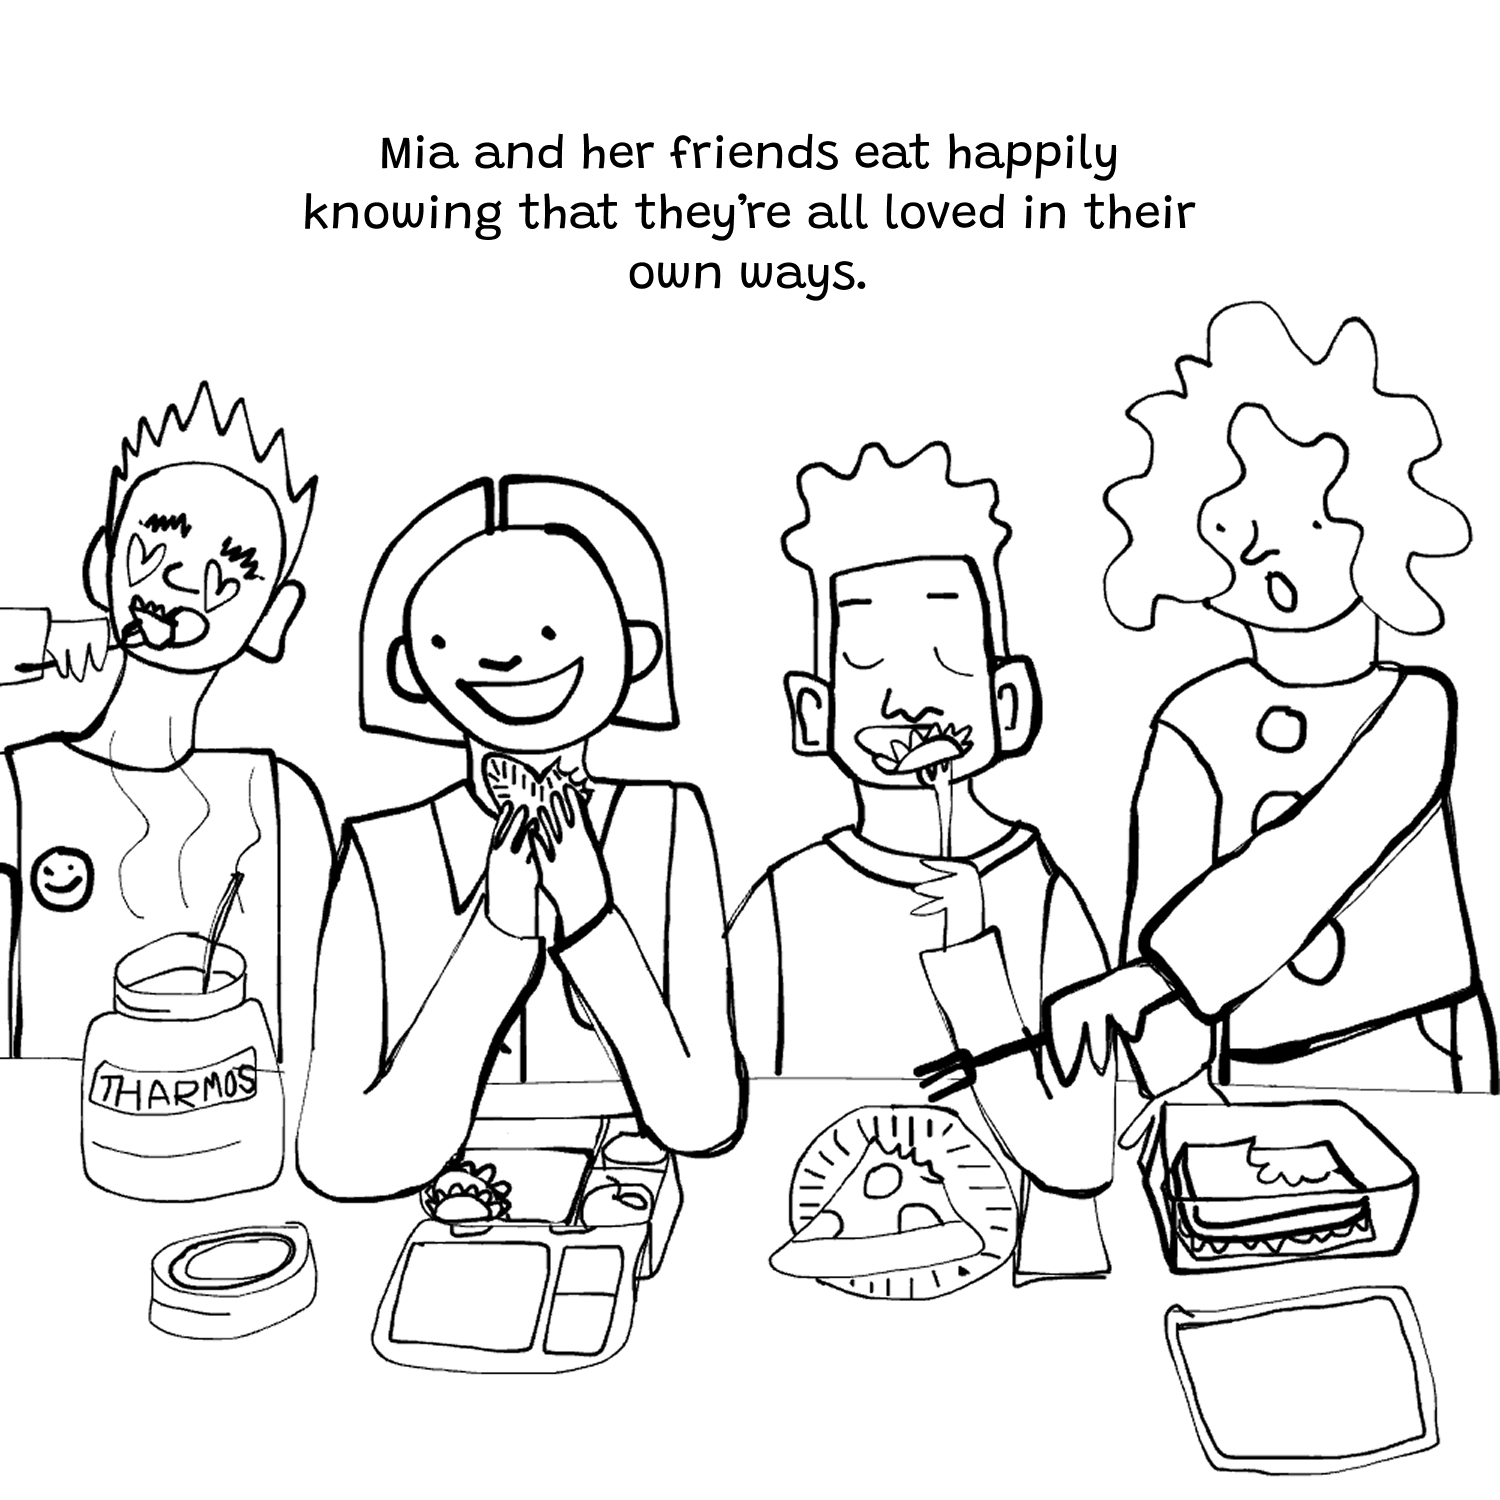 Mia and her friends eat happily
knowing that they're all loved in their
own ways.
THARMOS